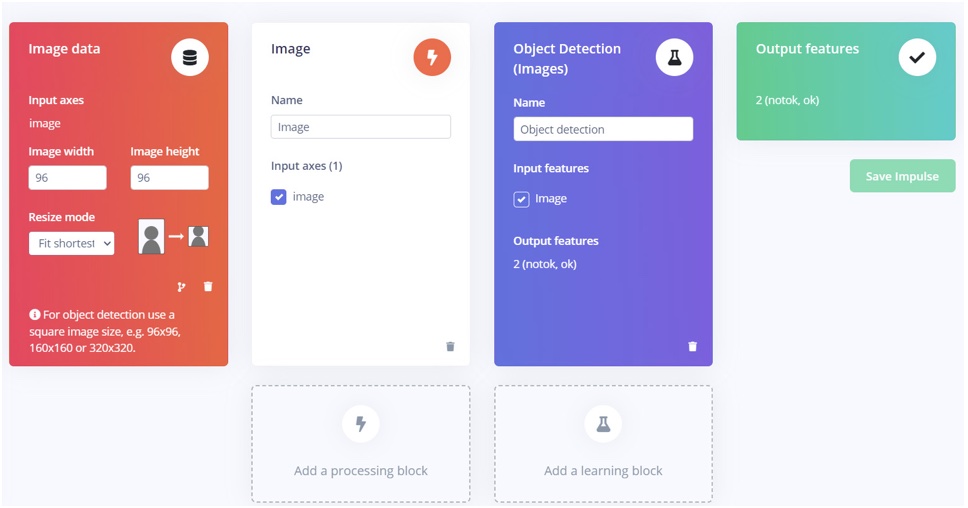 Image data
Input axes
image
Image width
Image height
96
96
Resize mode
Fit shortest
For object detection use a
square image size, e.g. 96x96,
160x160 or 320x320.
Image
Name
Image
Input axes (1)
image
Object Detection
(Images)
Name
Object detection
Input features
Image
Output features
2 (notok, ok)
Output features
2 (notok, ok)
Save Impulse
Add a processing block
Add a learning block